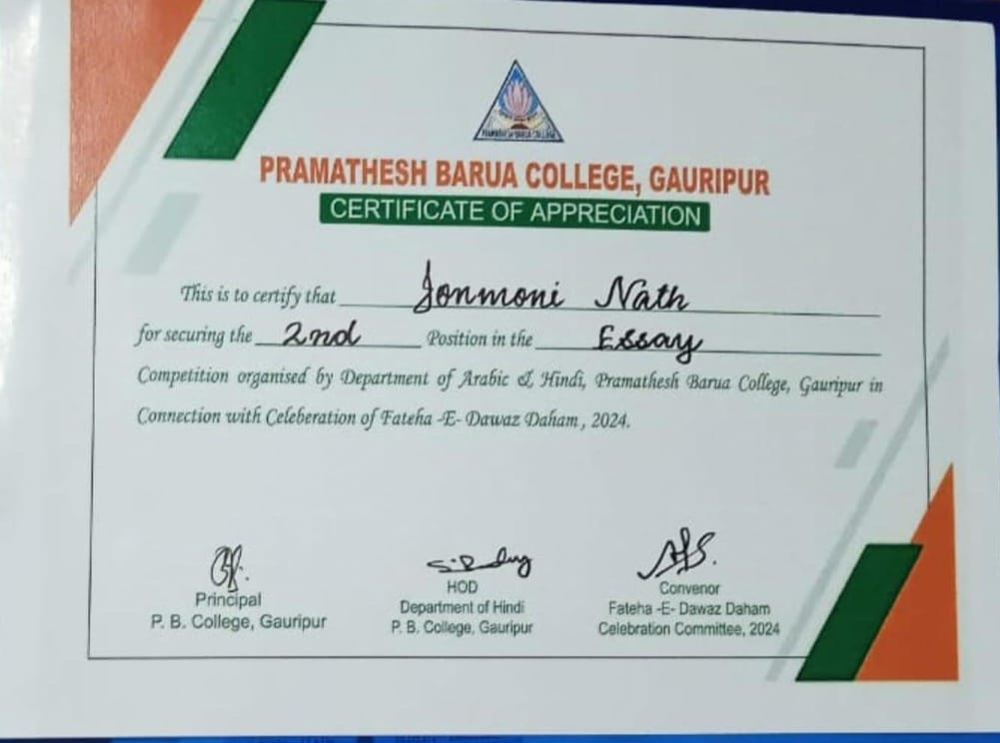 PRAMATHESH BARUA COLLEGE
PRAMATHESH BARUA COLLEGE, GAURIPUR
CERTIFICATE OF APPRECIATION
This is to certify that Jonmoni Nath
for securing the 2nd Position in the Essay
Competition organised by Department of Arabic & Hindi, Pramathesh Barua College, Gauripur in
Connection with Celeberation of Fateha -E- Dawaz Daham , 2024.
Principal
P. B. College, Gauripur
HOD
Department of Hindi
P. B. College, Gauripur
Convenor
Fateha -E- Dawaz Daham
Celebration Committee, 2024